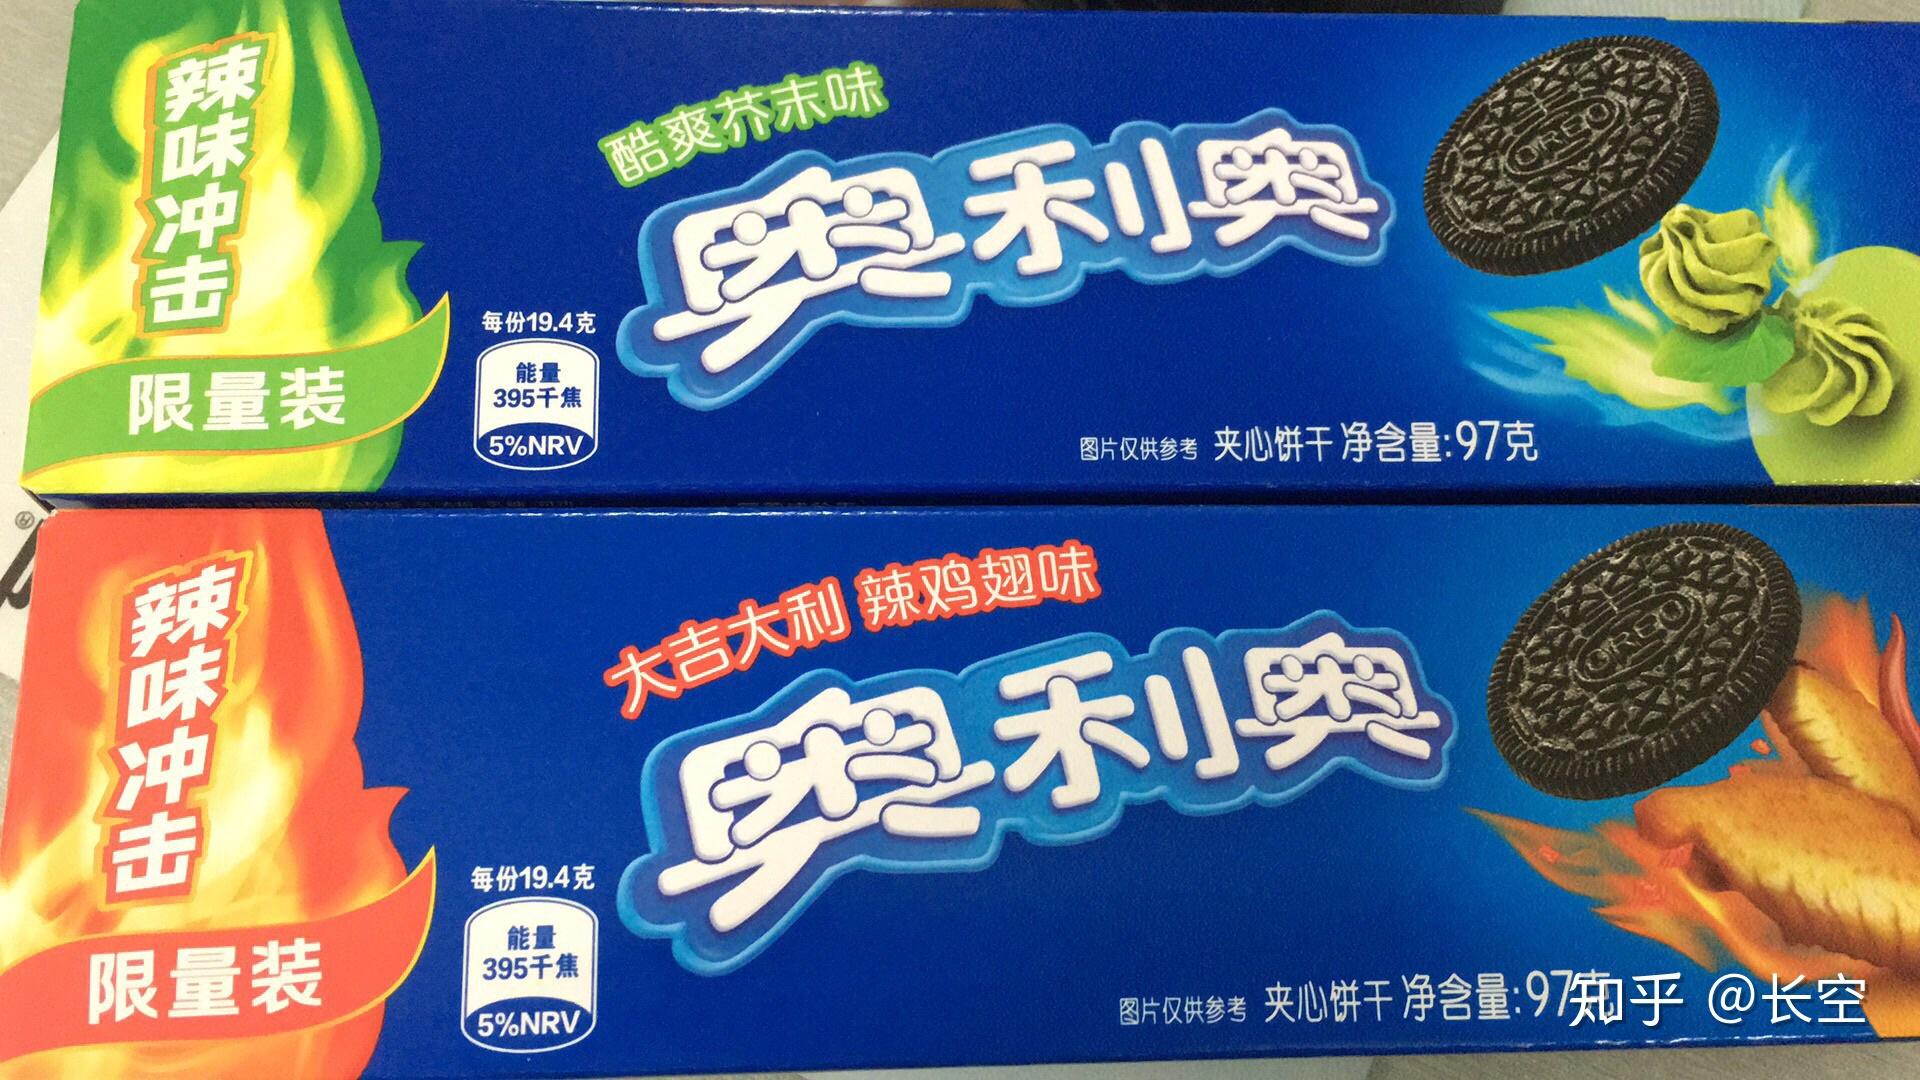 辣味冲击
限量装
酷爽芥末味
奥利奥
OREO
每份19.4克
能量
395千焦
5%NRV
图片仅供参考 夹心饼干 净含量:97克
辣味冲击
限量装
大吉大利 辣鸡翅味
奥利奥
OREO
每份19.4克
能量
395千焦
5%NRV
图片仅供参考 夹心饼干 净含量:97克
知乎 @长空